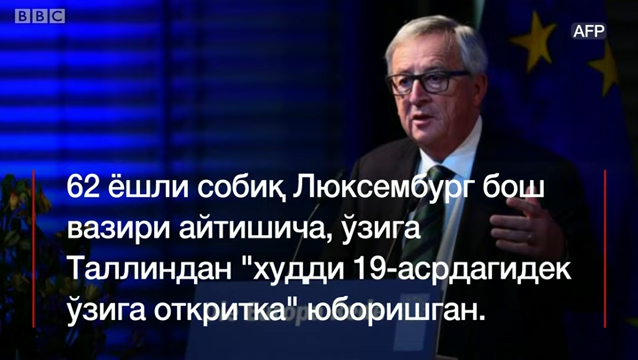 BBC
AFP
62 ёшли собиқ Люксембург бош
вазири айтишича, ўзига
Таллиндан "худди 19-асрдагидек
ўзига откритка" юборишган.